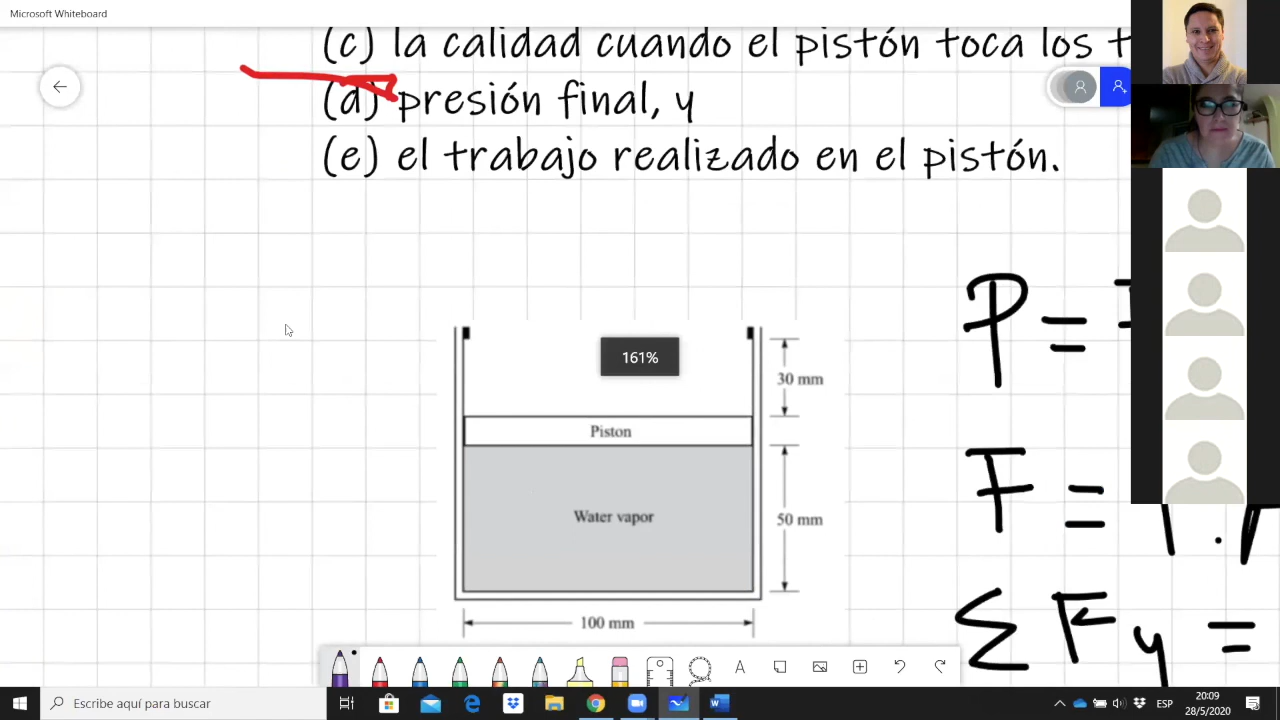 Microsoft Whiteboard
(c) la calidad cuando el pistón toca los t
(d) presión final, y
(e) el trabajo realizado en el pistón.
P =
161%
30 mm
Piston
F =
Water vapor
50 mm
Σ F y =
100 mm
A
Escribe aquí para buscar
ESP
20:09
28/5/2020